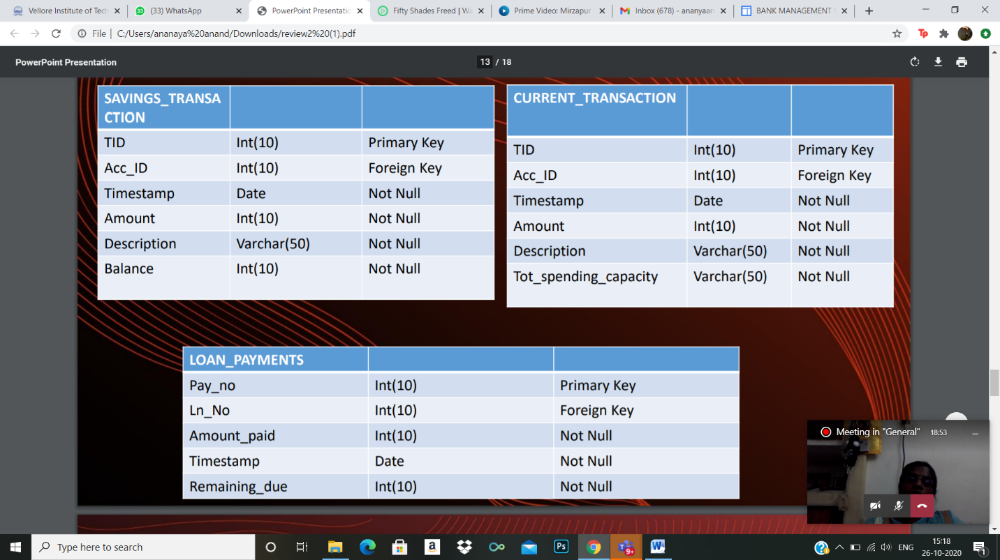 Vellore Institute of Tech
(33) WhatsApp
PowerPoint Presentatio
Fifty Shades Freed | Wa
Prime Video: Mirzapur
Inbox (678) - ananyaan
BANK MANAGEMENT S
File | C:/Users/ananaya%20anand/Downloads/review2%20(1).pdf
PowerPoint Presentation
13 / 18
SAVINGS_TRANSA
CTION
TID Int(10) Primary Key
Acc_ID Int(10) Foreign Key
Timestamp Date Not Null
Amount Int(10) Not Null
Description Varchar(50) Not Null
Balance Int(10) Not Null
CURRENT_TRANSACTION
TID Int(10) Primary Key
Acc_ID Int(10) Foreign Key
Timestamp Date Not Null
Amount Int(10) Not Null
Description Varchar(50) Not Null
Tot_spending_capacity Varchar(50) Not Null
LOAN_PAYMENTS
Pay_no Int(10) Primary Key
Ln_No Int(10) Foreign Key
Amount_paid Int(10) Not Null
Timestamp Date Not Null
Remaining_due Int(10) Not Null
Meeting in "General" 18:53
Type here to search
a
Ps
9+
W
ENG
15:18
26-10-2020
1